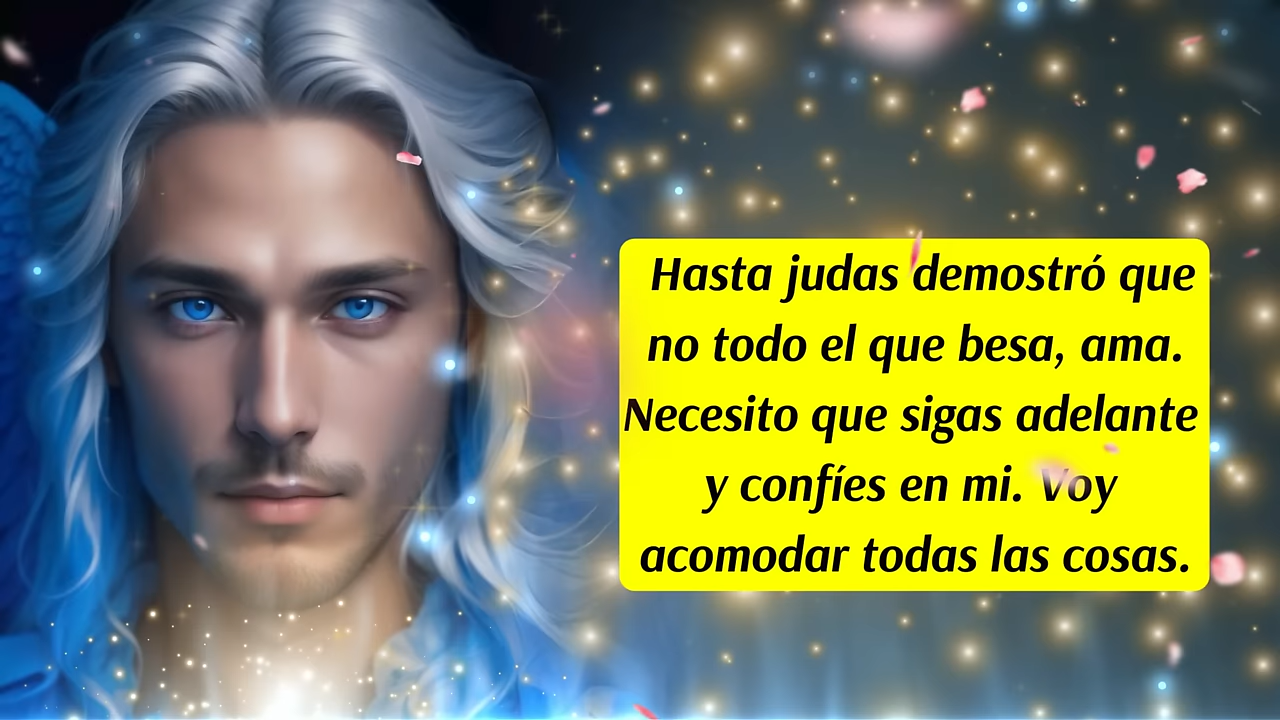 Hasta judas demostró que
no todo el que besa, ama.
Necesito que sigas adelante
y confíes en mi. Voy
acomodar todas las cosas.